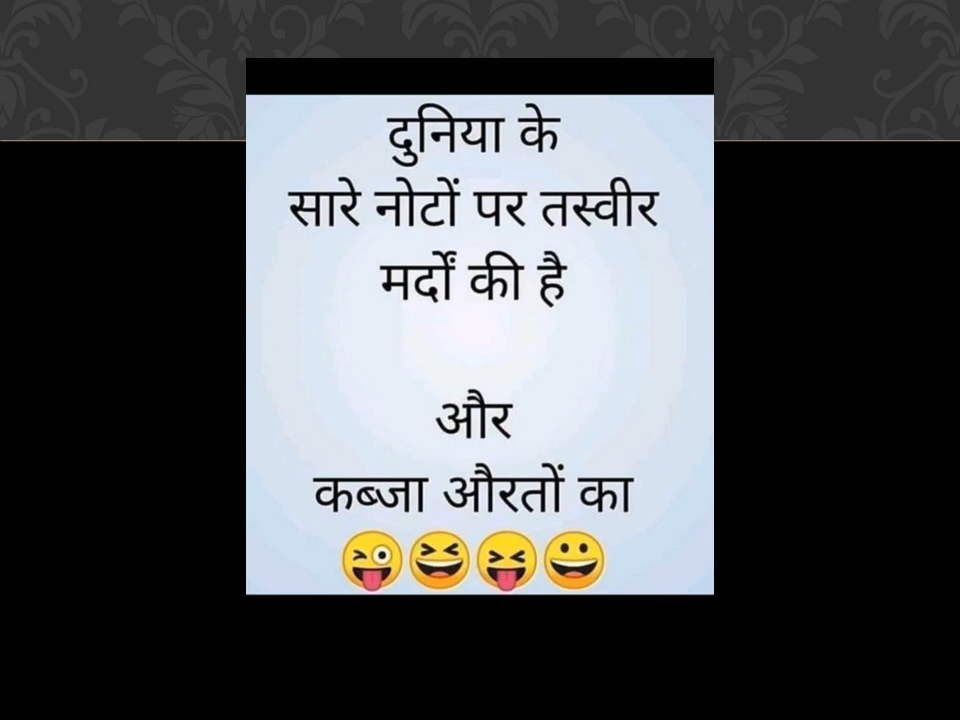 दुनिया के
सारे नोटों पर तस्वीर
मर्दों की है
और
कब्जा औरतों का
😜😆😝😀